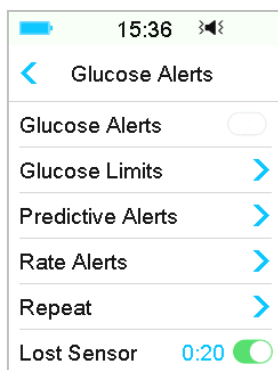 15:36
Glucose Alerts
Glucose Alerts
Glucose Limits
Predictive Alerts
Rate Alerts
Repeat
Lost Sensor 0:20